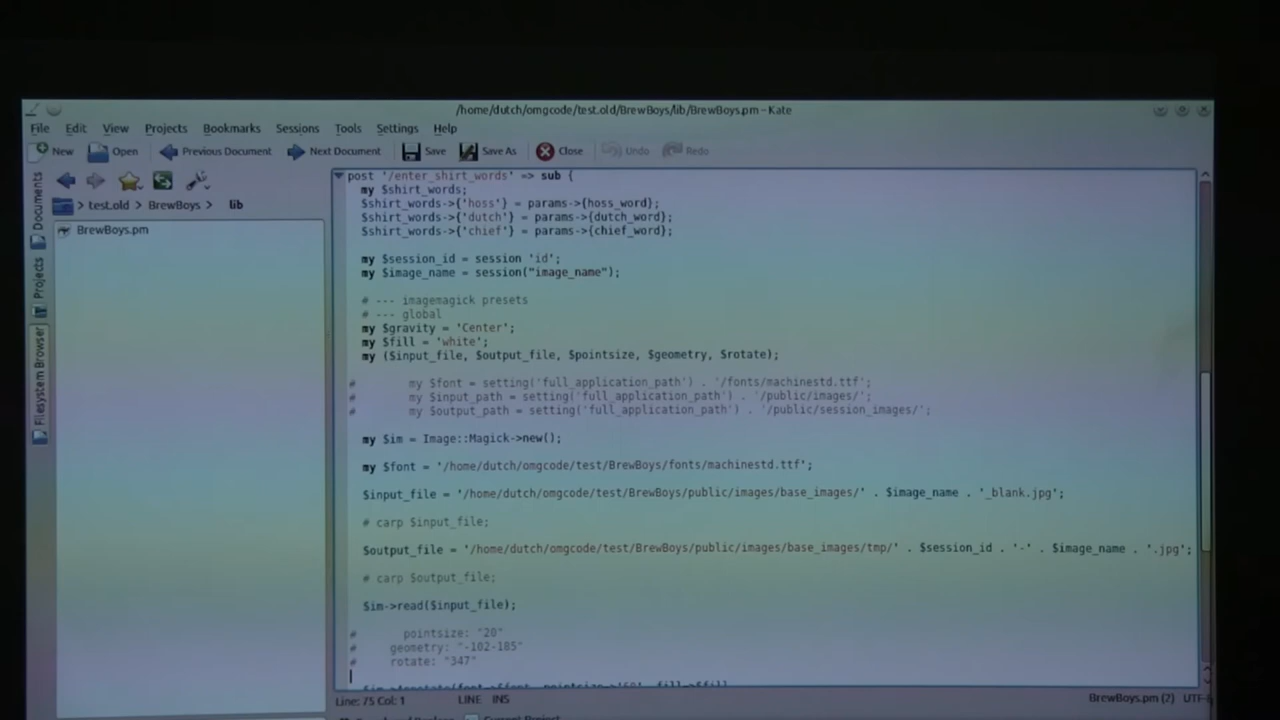 /home/dutch/omgcode/test.old/BrewBoys/lib/BrewBoys.pm - Kate
File Edit View Projects Bookmarks Sessions Tools Settings Help
New Open Previous Document Next Document Save Save As Close Undo Redo
Documents
Projects
Filesystem Browser
> test.old > BrewBoys > lib
BrewBoys.pm
post '/enter_shirt_words' => sub {
my $shirt_words;
$shirt_words->{'hoss'} = params->{hoss_word};
$shirt_words->{'dutch'} = params->{dutch_word};
$shirt_words->{'chief'} = params->{chief_word};
my $session_id = session 'id';
my $image_name = session("image_name");
# --- imagemagick presets
# --- global
my $gravity = 'Center';
my $fill = 'white';
my ($input_file, $output_file, $pointsize, $geometry, $rotate);
# my $font = setting('full_application_path') . '/fonts/machinestd.ttf';
# my $input_path = setting('full_application_path') . '/public/images/';
# my $output_path = setting('full_application_path') . '/public/session_images/';
my $im = Image::Magick->new();
my $font = '/home/dutch/omgcode/test/BrewBoys/fonts/machinestd.ttf';
$input_file = '/home/dutch/omgcode/test/BrewBoys/public/images/base_images/' . $image_name . '_blank.jpg';
# carp $input_file;
$output_file = '/home/dutch/omgcode/test/BrewBoys/public/images/base_images/tmp/' . $session_id . '-' . $image_name . '.jpg';
# carp $output_file;
$im->read($input_file);
# pointsize: "20"
# geometry: "-102-185"
# rotate: "347"
Line: 75 Col: 1 LINE INS BrewBoys.pm (2) UTF-8
Current Project